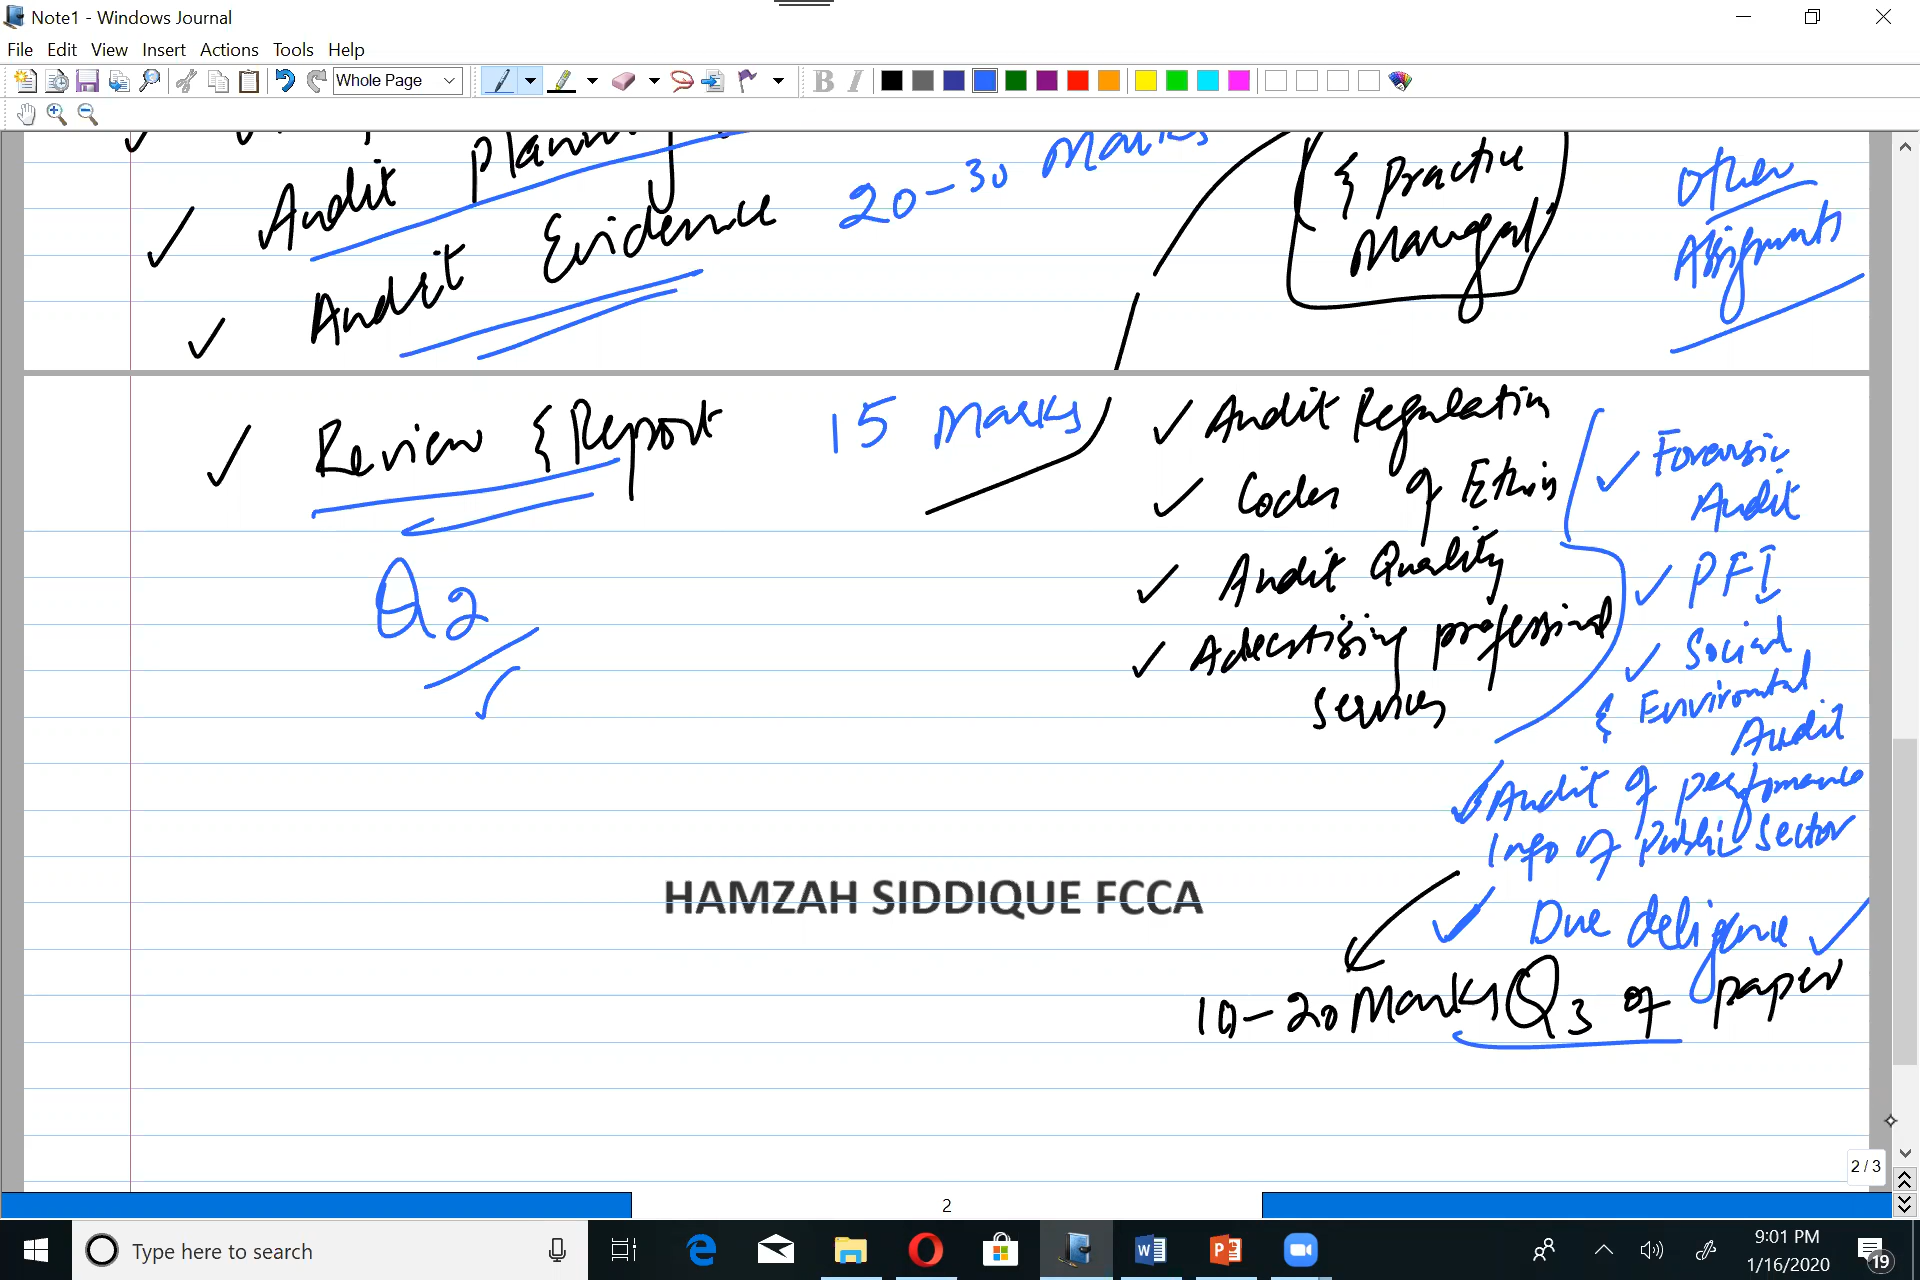 Note1 - Windows Journal
File Edit View Insert Actions Tools Help
Whole Page
B I
Audit Planning
20-30 Marks
& Practice
Other
Audit Evidence
Assignments
Review & Report 15 Marks
Audit Regulation
Codes of Ethics
Audit Quality
Advertising professional
services
Q2
Forensic
Audit
PFI
Social
& Environmtal
Audit
Audit of performance
Info of Public Sector
Due deligence
10-20 Marks Q3 of paper
HAMZAH SIDDIQUE FCCA
2 / 3
2
Type here to search
9:01 PM
1/16/2020
19